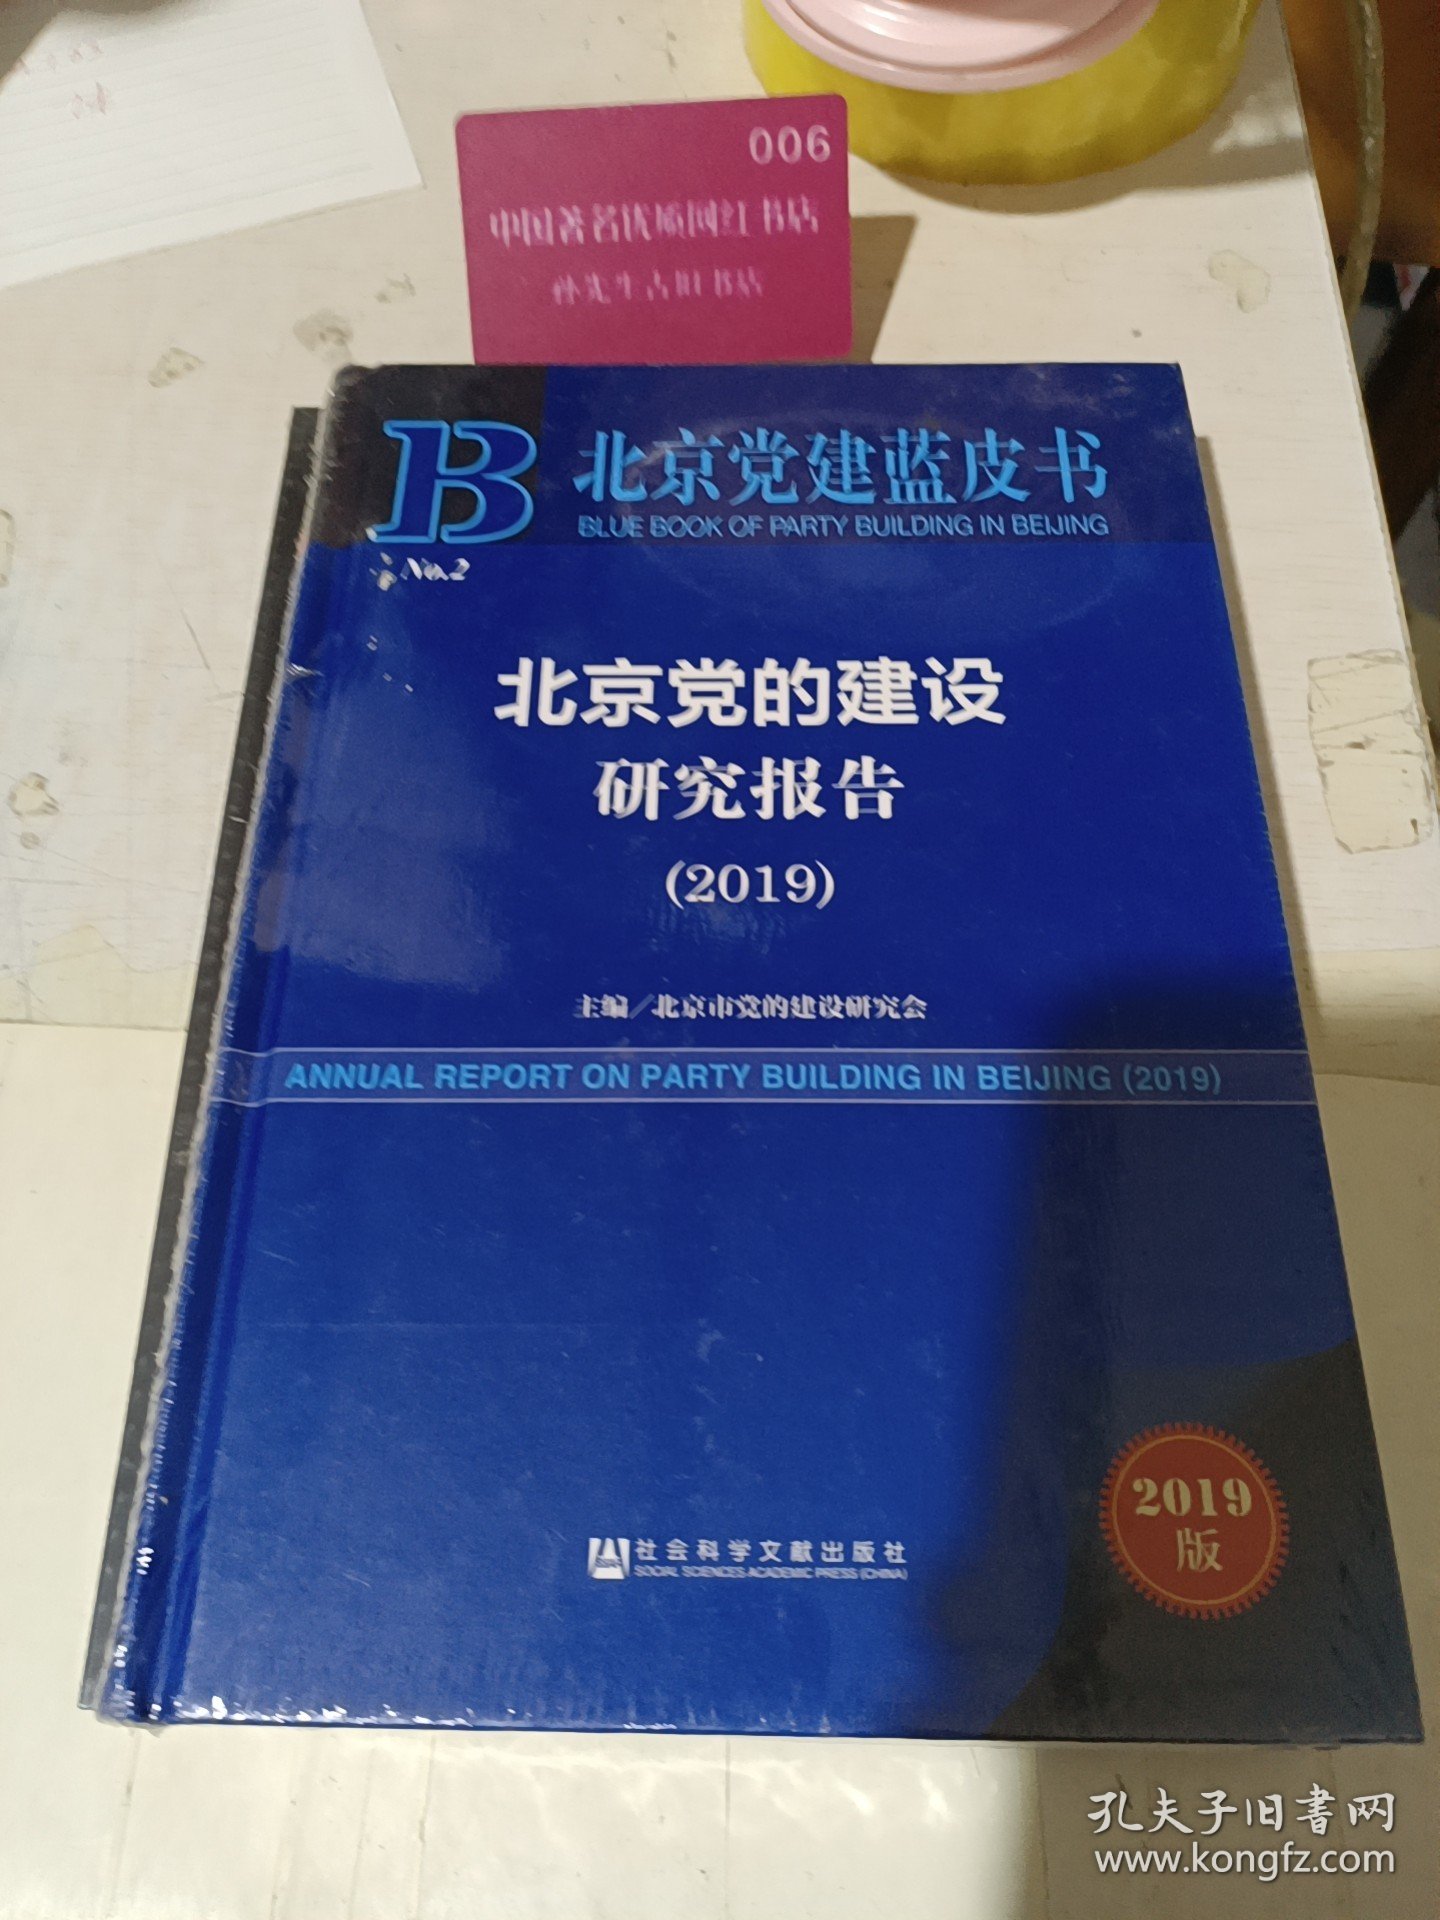 006
中国著名优质网红书店
孙先生古旧书店
B
北京党建蓝皮书
BLUE BOOK OF PARTY BUILDING IN BEIJING
No.2
北京党的建设
研究报告
(2019)
主编／北京市党的建设研究会
ANNUAL REPORT ON PARTY BUILDING IN BEIJING (2019)
2019
版
社会科学文献出版社
SOCIAL SCIENCES ACADEMIC PRESS (CHINA)
孔夫子旧書网
www.kongfz.com